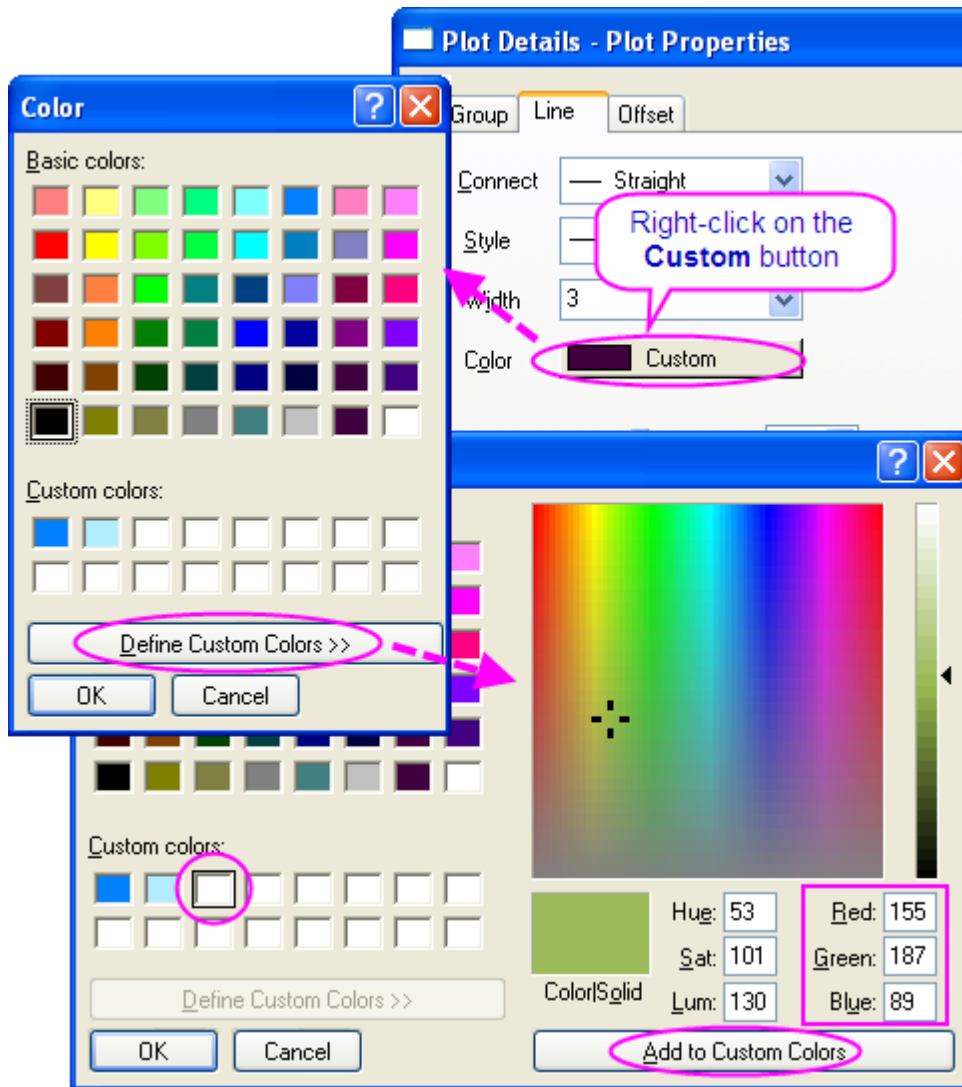 Plot Details - Plot Properties
Group Line Offset
Connect Straight
Style
Width 3
Color Custom
Right-click on the
Custom button
Color
Basic colors:
Custom colors:
Define Custom Colors >>
OK Cancel
Custom colors:
Define Custom Colors >>
OK Cancel
Color|Solid
Hue: 53
Sat: 101
Lum: 130
Red: 155
Green: 187
Blue: 89
Add to Custom Colors